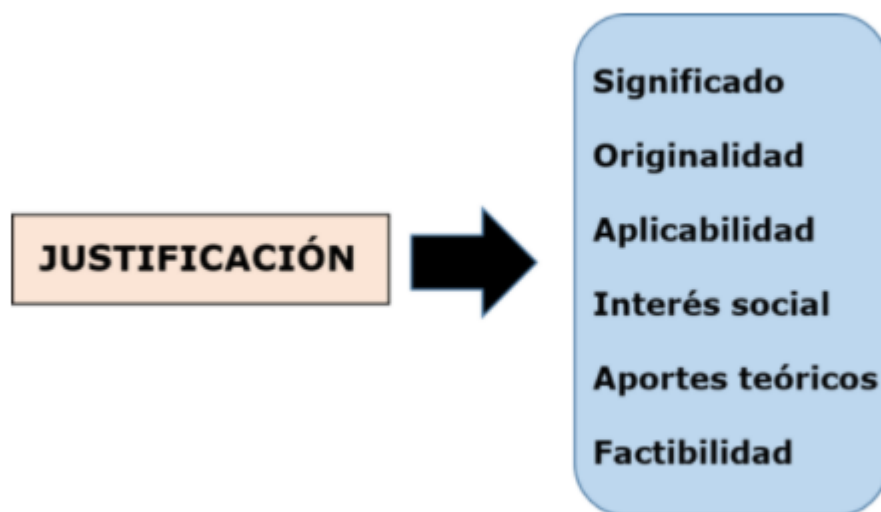 JUSTIFICACIÓN
Significado
Originalidad
Aplicabilidad
Interés social
Aportes teóricos
Factibilidad